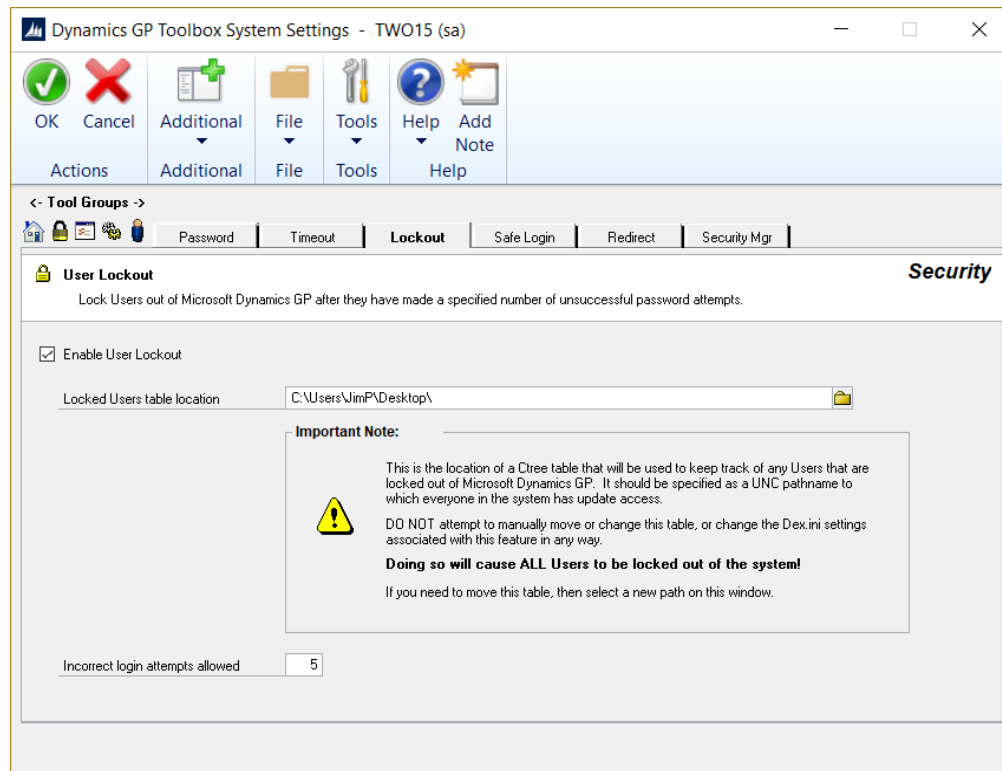 Dynamics GP Toolbox System Settings - TWO15 (sa)
OK Cancel Additional File Tools Help Add
Note
Actions Additional File Tools Help
<- Tool Groups ->
Password Timeout Lockout Safe Login Redirect Security Mgr
User Lockout Security
Lock Users out of Microsoft Dynamics GP after they have made a specified number of unsuccessful password attempts.
Enable User Lockout
Locked Users table location C:\Users\JimP\Desktop\
Important Note:
This is the location of a Ctree table that will be used to keep track of any Users that are
locked out of Microsoft Dynamics GP. It should be specified as a UNC pathname to
which everyone in the system has update access.
DO NOT attempt to manually move or change this table, or change the Dex.ini settings
associated with this feature in any way.
Doing so will cause ALL Users to be locked out of the system!
If you need to move this table, then select a new path on this window.
Incorrect login attempts allowed 5